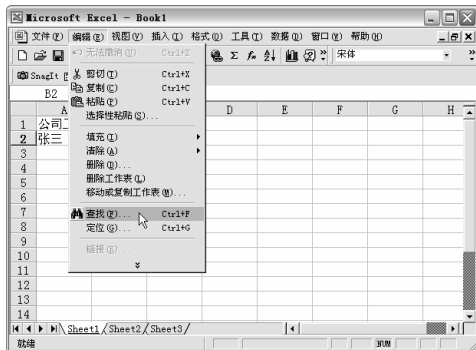 Microsoft Excel - Book1
文件(F) 编辑(E) 视图(V) 插入(I) 格式(O) 工具(T) 数据(D) 窗口(W) 帮助(H)
无法撤消(U) Ctrl+Z
宋体
SnagIt
剪切(T) Ctrl+X
复制(C) Ctrl+C
B2
粘贴(P) Ctrl+V
选择性粘贴(S)...
A D E F G H
1 公司
填充(I)
2 张三
清除(A)
3
删除(D)...
4
删除工作表(L)
5
移动或复制工作表(M)...
6
7
查找(F)... Ctrl+F
8
定位(G)... Ctrl+G
9
链接(K)...
10
11
12
13
14
Sheet1 Sheet2 Sheet3
就绪 NUM